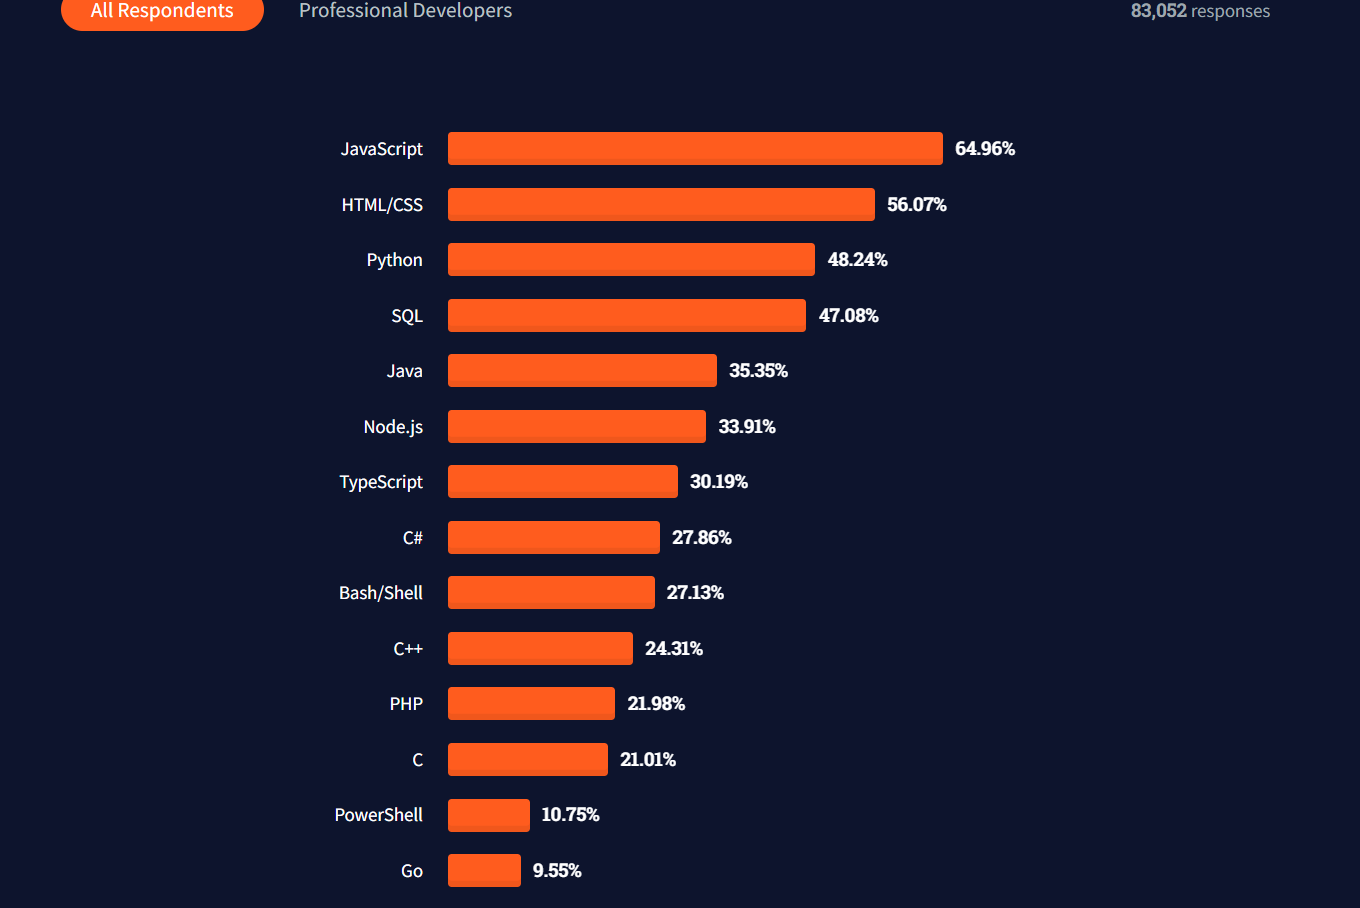 All Respondents Professional Developers 83,052 responses
JavaScript 64.96%
HTML/CSS 56.07%
Python 48.24%
SQL 47.08%
Java 35.35%
Node.js 33.91%
TypeScript 30.19%
C# 27.86%
Bash/Shell 27.13%
C++ 24.31%
PHP 21.98%
C 21.01%
PowerShell 10.75%
Go 9.55%